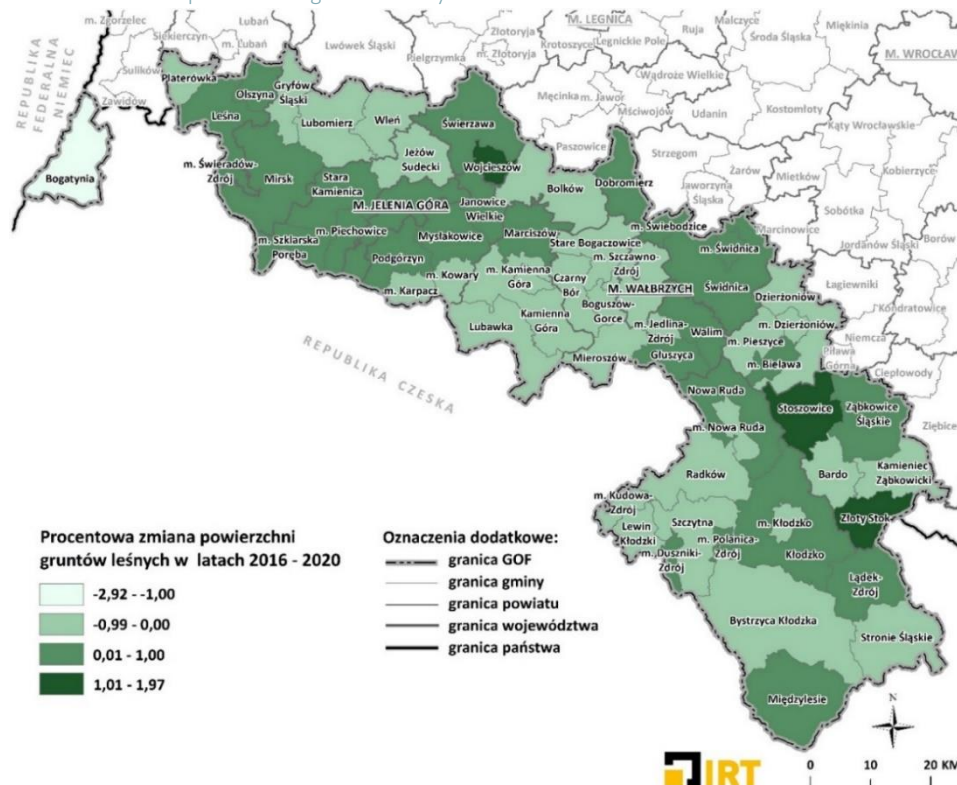 m. Zgorzelec
Lubań
Siekierczyn
m. Lubań
Sulików
Zawidów
REPUBLIKA
FEDERALNA
NIEMIEC
Lwówek Śląski
Pielgrzymka
Złotoryja
m. Złotoryja
M. LEGNICA
Krotoszyce
Legnickie Pole
Ruja
Malczyce
Środa Śląska
Miękinia
M. WROCŁAW
Wądroże Wielkie
Męcinka
m. Jawor
Mściwojów
Udanin
Kostomłoty
Kąty Wrocławskie
Paszowice
Strzegom
Żarów
Mietków
Kobierzyce
Jaworzyna
Śląska
Sobótka
Marcinowice
Jordanów Śląski
Borów
Łagiewniki
Kondratowice
Niemcza
Piława
Górna
Ciepłowody
Ziębice
Platerówka
Olszyna
Gryfów
Śląski
Leśna
Lubomierz
Wleń
Świerzawa
Bogatynia
m. Świeradów-
Zdrój
Mirsk
Stara
Kamienica
Jeżów
Sudecki
Wojcieszów
Bolków
Dobromierz
M. JELENIA GÓRA
Janowice
Wielkie
m. Piechowice
Mysłakowice
Marciszów
m. Szklarska
Poręba
Podgórzyn
m. Karpacz
m. Kowary
m. Kamienna
Góra
Stare Bogaczowice
m. Szczawno-
Zdrój
m. Świebodzice
m. Świdnica
Świdnica
Czarny
Bór
M. WAŁBRZYCH
Boguszów-
Gorce
Dzierżoniów
Kamienna
Góra
Lubawka
Mieroszów
m. Jedlina-
Zdrój
Głuszyca
Walim
m. Dzierżoniów
m. Pieszyce
m. Bielawa
REPUBLIKA CZESKA
Nowa Ruda
m. Nowa Ruda
Stoszowice
Ząbkowice
Śląskie
Radków
Bardo
Kamieniec
Ząbkowicki
m. Kudowa-
Zdrój
Lewin
Kłodzki
Szczytna
m. Kłodzko
Złoty Stok
m. Duszniki-
Zdrój
m. Polanica-
Zdrój
Kłodzko
Lądek-
Zdrój
Bystrzyca Kłodzka
Stronie Śląskie
Międzylesie
Procentowa zmiana powierzchni
gruntów leśnych w latach 2016 - 2020
-2,92 - -1,00
-0,99 - 0,00
0,01 - 1,00
1,01 - 1,97
Oznaczenia dodatkowe:
granica GOF
granica gminy
granica powiatu
granica województwa
granica państwa
N
IRT
0 10 20 KM